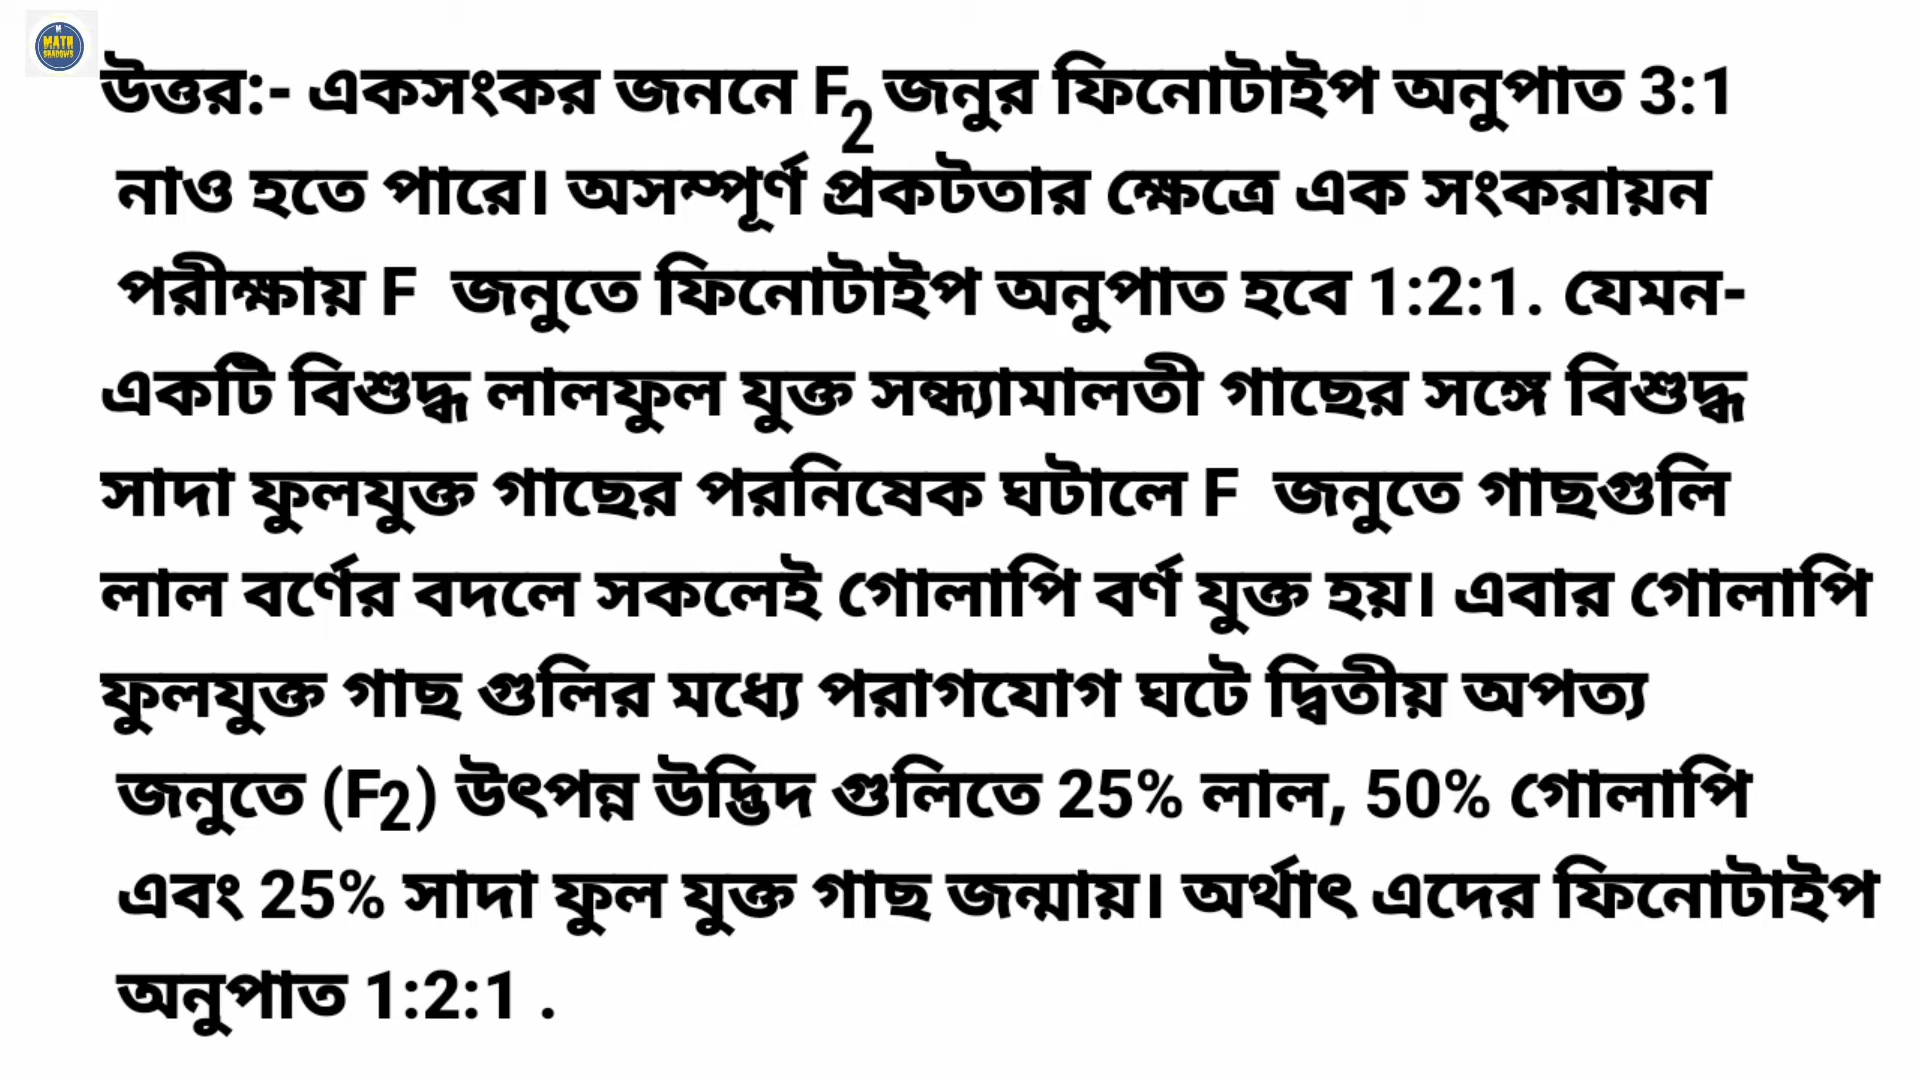 M
MATH
SHADOWS
উত্তর:- একসংকর জননে F2 জনুর ফিনোটাইপ অনুপাত 3:1
নাও হতে পারে। অসম্পূর্ণ প্রকটতার ক্ষেত্রে এক সংকরায়ন
পরীক্ষায় F জনুতে ফিনোটাইপ অনুপাত হবে 1:2:1. যেমন-
একটি বিশুদ্ধ লালফুল যুক্ত সন্ধ্যামালতী গাছের সঙ্গে বিশুদ্ধ
সাদা ফুলযুক্ত গাছের পরনিষেক ঘটালে F জনুতে গাছগুলি
লাল বর্ণের বদলে সকলেই গোলাপি বর্ণ যুক্ত হয়। এবার গোলাপি
ফুলযুক্ত গাছ গুলির মধ্যে পরাগযোগ ঘটে দ্বিতীয় অপত্য
জনুতে (F2) উৎপন্ন উদ্ভিদ গুলিতে 25% লাল, 50% গোলাপি
এবং 25% সাদা ফুল যুক্ত গাছ জন্মায়। অর্থাৎ এদের ফিনোটাইপ
অনুপাত 1:2:1 .